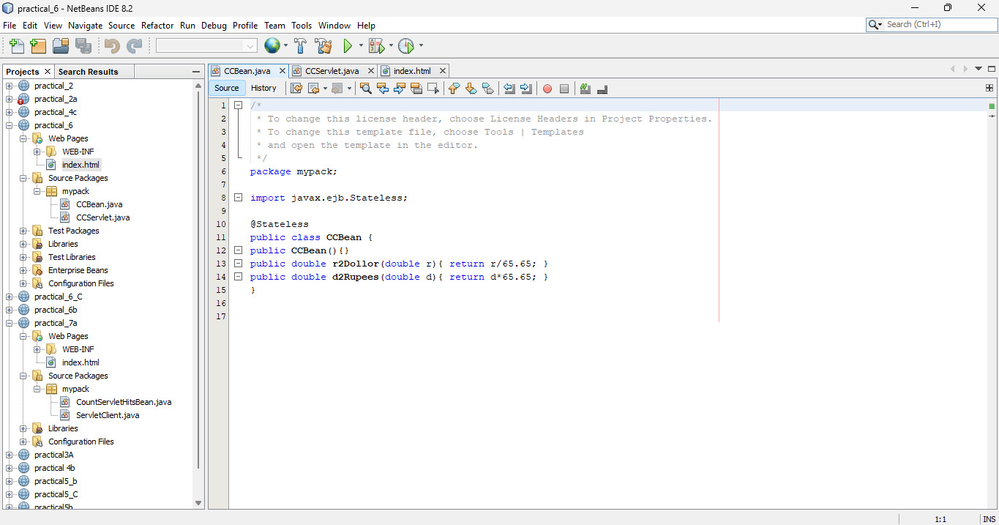 practical_6 - NetBeans IDE 8.2
File Edit View Navigate Source Refactor Run Debug Profile Team Tools Window Help
Search (Ctrl+I)
Projects Search Results
practical_2
practical_2a
practical_4c
practical_6
Web Pages
WEB-INF
index.html
Source Packages
mypack
CCBean.java
CCServlet.java
Test Packages
Libraries
Test Libraries
Enterprise Beans
Configuration Files
practical_6_C
practical_6b
practical_7a
Web Pages
WEB-INF
index.html
Source Packages
mypack
CountServletHitsBean.java
ServletClient.java
Libraries
Configuration Files
practical3A
practical 4b
practical5_b
practical5_C
practical5b
CCBean.java CCServlet.java index.html
Source History
1 /*
2 * To change this license header, choose License Headers in Project Properties.
3 * To change this template file, choose Tools | Templates
4 * and open the template in the editor.
5 */
6 package mypack;
7
8 import javax.ejb.Stateless;
9
10 @Stateless
11 public class CCBean {
12 public CCBean(){}
13 public double r2Dollor(double r){ return r/65.65; }
14 public double d2Rupees(double d){ return d*65.65; }
15 }
16
17
1:1 INS